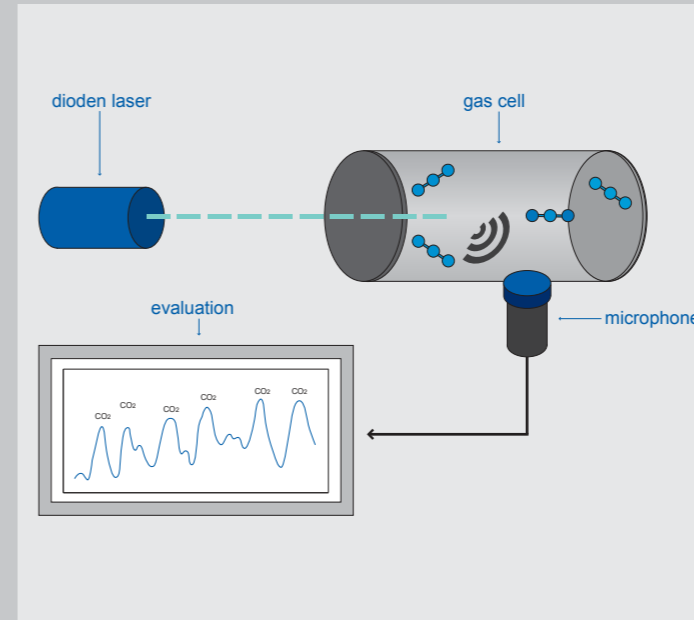 dioden laser
gas cell
evaluation
microphone
CO2
CO2
CO2
CO2
CO2
CO2